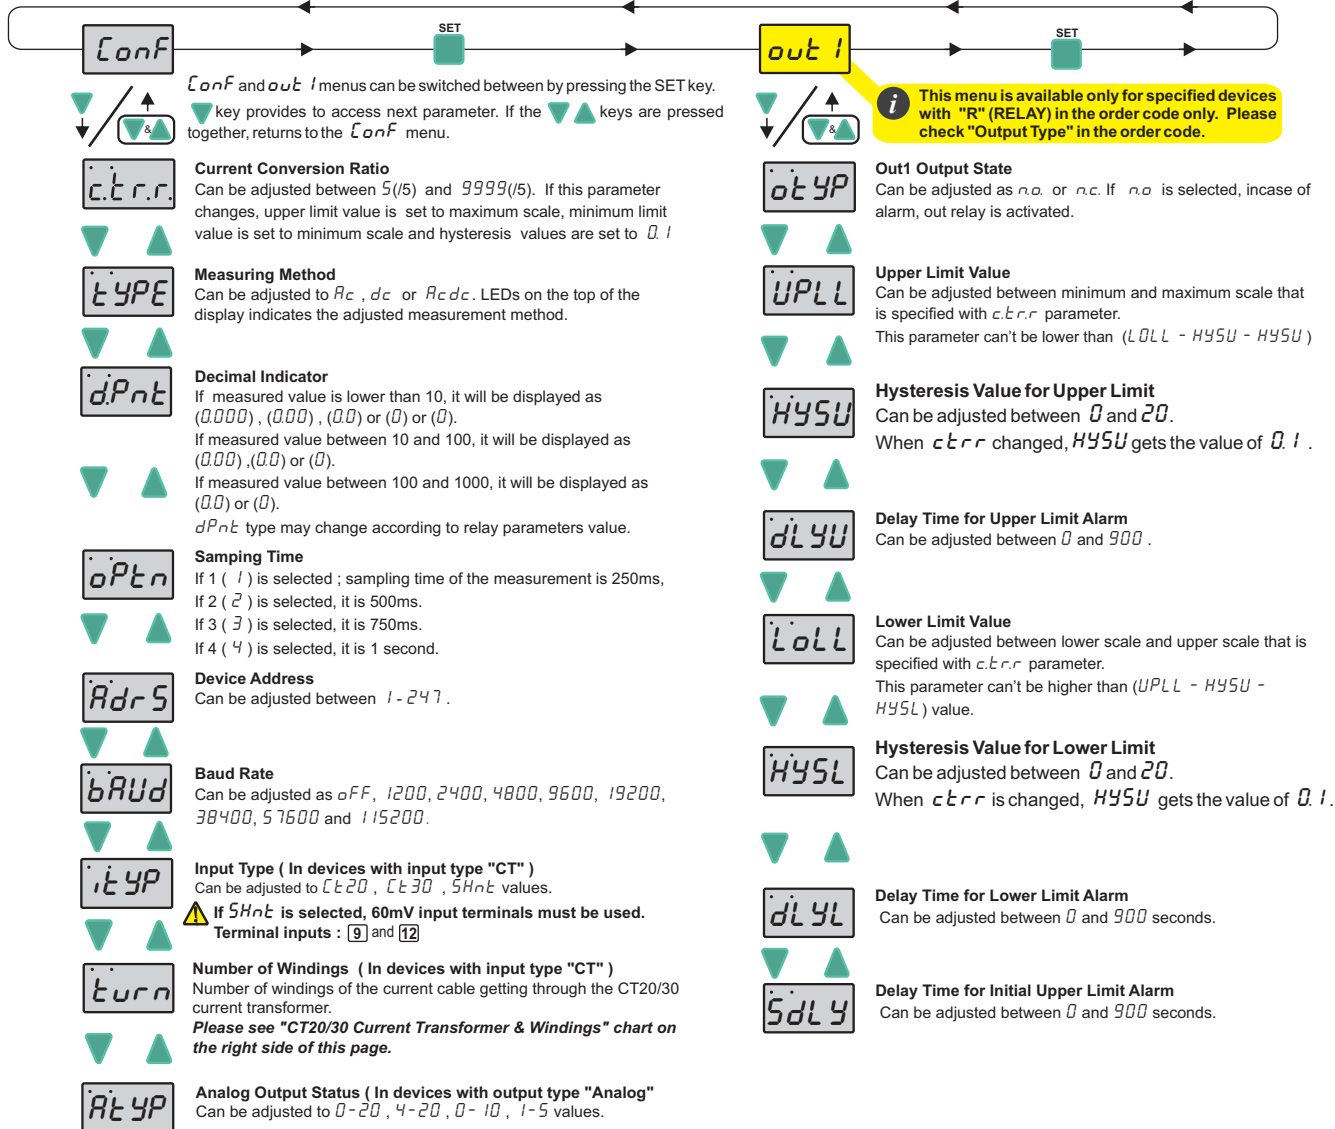 SET
SET
ConF
out 1
ConF and out 1 menus can be switched between by pressing the SET key.
& key provides to access next parameter. If the keys are pressed
together, returns to the ConF menu.
&
i This menu is available only for specified devices
with "R" (RELAY) in the order code only. Please
check "Output Type" in the order code.
c.t.r.r.
Current Conversion Ratio
Can be adjusted between 5(/5) and 9999(/5). If this parameter
changes, upper limit value is set to maximum scale, minimum limit
value is set to minimum scale and hysteresis values are set to 0.1
tYPE
Measuring Method
Can be adjusted to Ac , dc or Acdc. LEDs on the top of the
display indicates the adjusted measurement method.
d.Pnt
Decimal Indicator
If measured value is lower than 10, it will be displayed as
(0.000) , (0.00) , (0.0) or (0) or (0).
If measured value between 10 and 100, it will be displayed as
(0.00) ,(0.0) or (0).
If measured value between 100 and 1000, it will be displayed as
(0.0) or (0).
dPnt type may change according to relay parameters value.
oPtn
Samping Time
If 1 ( 1 ) is selected ; sampling time of the measurement is 250ms,
If 2 ( 2 ) is selected, it is 500ms.
If 3 ( 3 ) is selected, it is 750ms.
If 4 ( 4 ) is selected, it is 1 second.
AdrS
Device Address
Can be adjusted between 1-247 .
bAUd
Baud Rate
Can be adjusted as oFF, 1200, 2400, 4800, 9600, 19200,
38400, 57600 and 115200.
itYP
Input Type ( In devices with input type "CT" )
Can be adjusted to Ct20 , Ct30 , SHnt values.
If SHnt is selected, 60mV input terminals must be used.
Terminal inputs : 9 and 12
turn
Number of Windings ( In devices with input type "CT" )
Number of windings of the current cable getting through the CT20/30
current transformer.
Please see "CT20/30 Current Transformer & Windings" chart on
the right side of this page.
AtYP
Analog Output Status ( In devices with output type "Analog"
Can be adjusted to 0-20 , 4-20 , 0-10 , 1-5 values.
otYP
Out1 Output State
Can be adjusted as n.o. or n.c. If n.o is selected, incase of
alarm, out relay is activated.
UPLL
Upper Limit Value
Can be adjusted between minimum and maximum scale that
is specified with c.t.r.r parameter.
This parameter can't be lower than (LOLL - HYSU - HYSU )
HYSU
Hysteresis Value for Upper Limit
Can be adjusted between 0 and 20.
When ctrr changed, HYSU gets the value of 0.1 .
dLYU
Delay Time for Upper Limit Alarm
Can be adjusted between 0 and 900 .
LoLL
Lower Limit Value
Can be adjusted between lower scale and upper scale that is
specified with c.t.r.r parameter.
This parameter can't be higher than (UPLL - HYSU -
HYSL) value.
HYSL
Hysteresis Value for Lower Limit
Can be adjusted between 0 and 20.
When ctrr is changed, HYSU gets the value of 0.1 .
dLYL
Delay Time for Lower Limit Alarm
Can be adjusted between 0 and 900 seconds.
SdLY
Delay Time for Initial Upper Limit Alarm
Can be adjusted between 0 and 900 seconds.